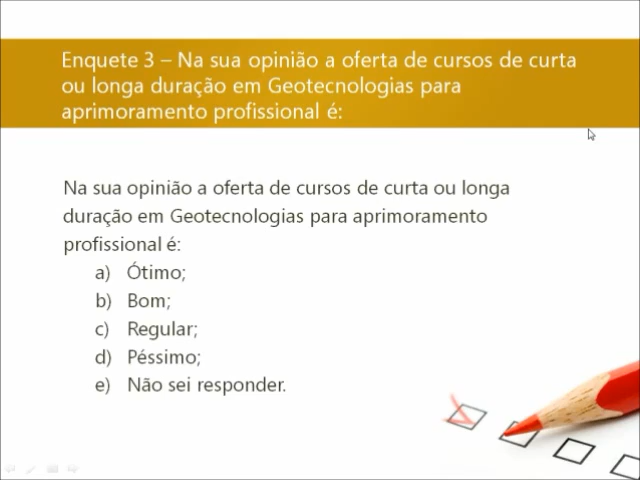 Enquete 3 – Na sua opinião a oferta de cursos de curta
ou longa duração em Geotecnologias para
aprimoramento profissional é:
Na sua opinião a oferta de cursos de curta ou longa
duração em Geotecnologias para aprimoramento
profissional é:
a) Ótimo;
b) Bom;
c) Regular;
d) Péssimo;
e) Não sei responder.